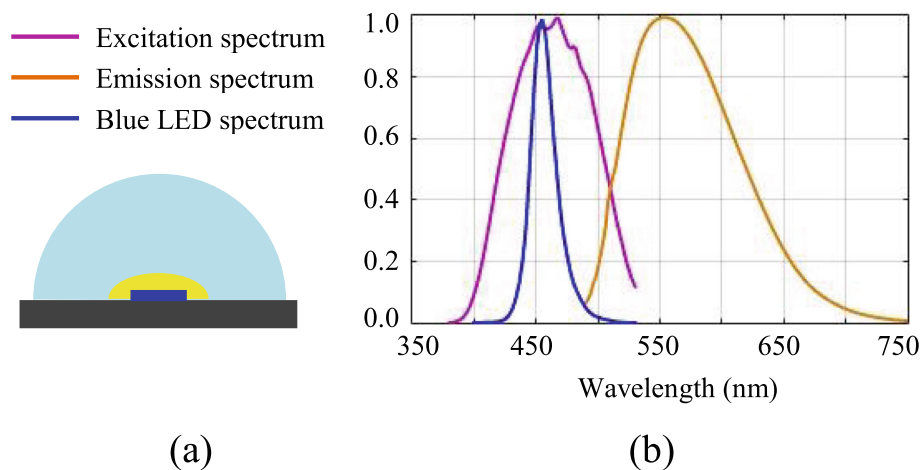 Excitation spectrum
Emission spectrum
Blue LED spectrum
1.0
0.8
0.6
0.4
0.2
0.0
350 450 550 650 750
Wavelength (nm)
(a) (b)